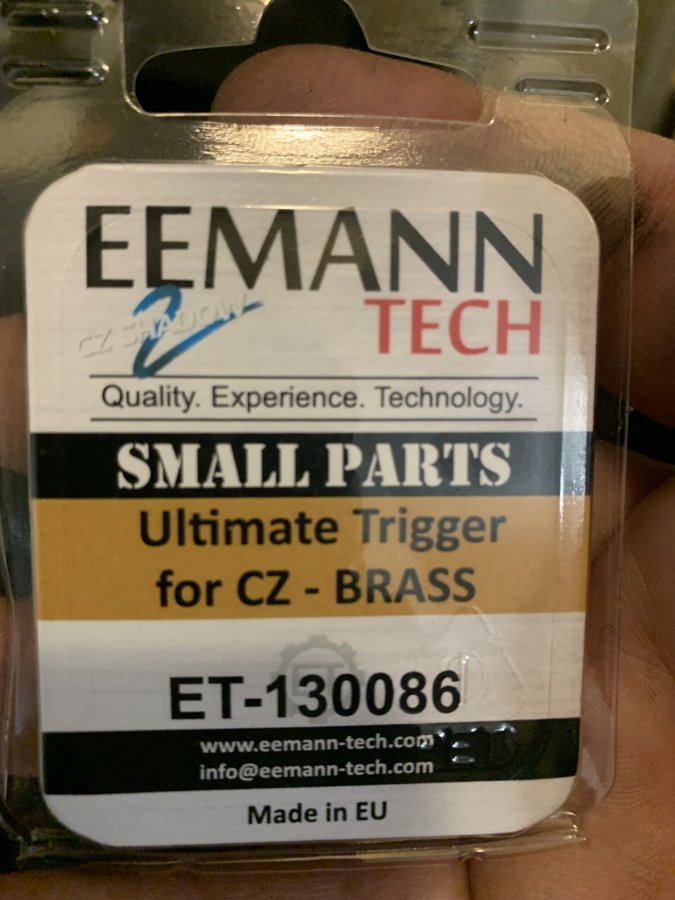 EEMANN
TECH
CZ SHADOW
2
Quality. Experience. Technology.
SMALL PARTS
Ultimate Trigger
for CZ - BRASS
ET-130086
www.eemann-tech.com
info@eemann-tech.com
Made in EU